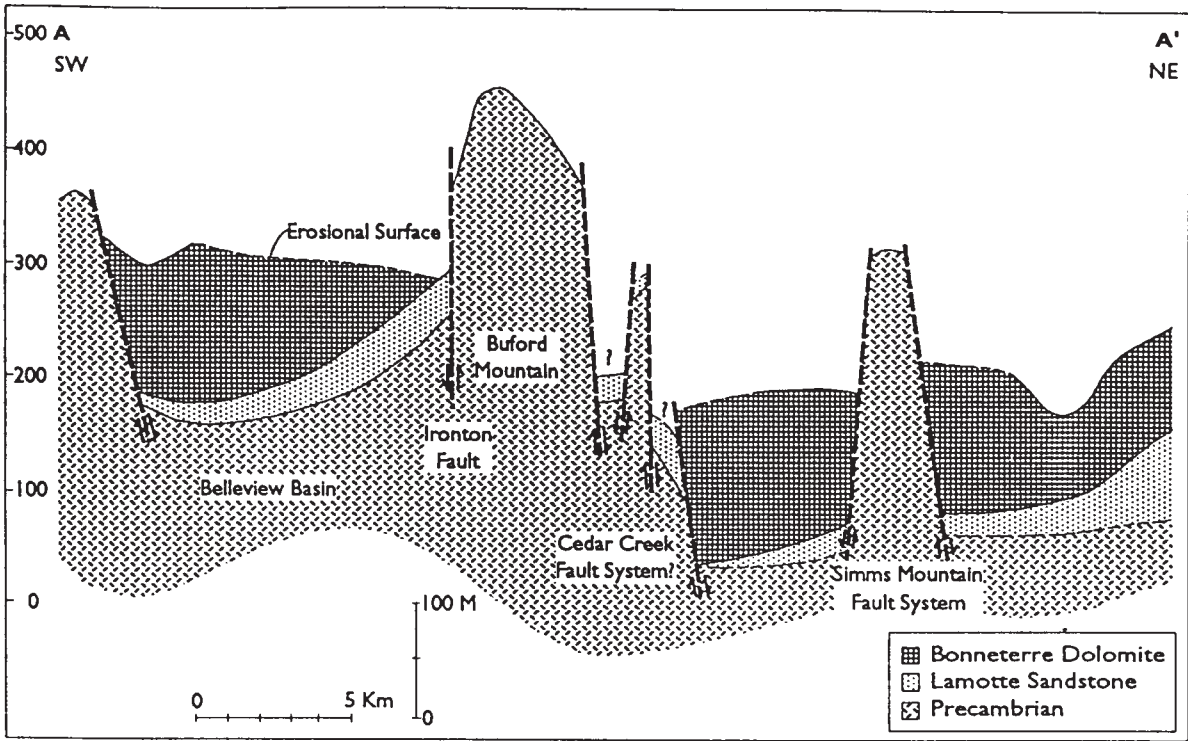 500 A
SW
A'
NE
400
Erosional Surface
300
Buford
Mountain
?
200
?
Ironton
Fault
Belleview Basin
100
Cedar Creek
Fault System?
Simms Mountain
Fault System
0
100 M
0
0 5 Km
Bonneterre Dolomite
Lamotte Sandstone
Precambrian